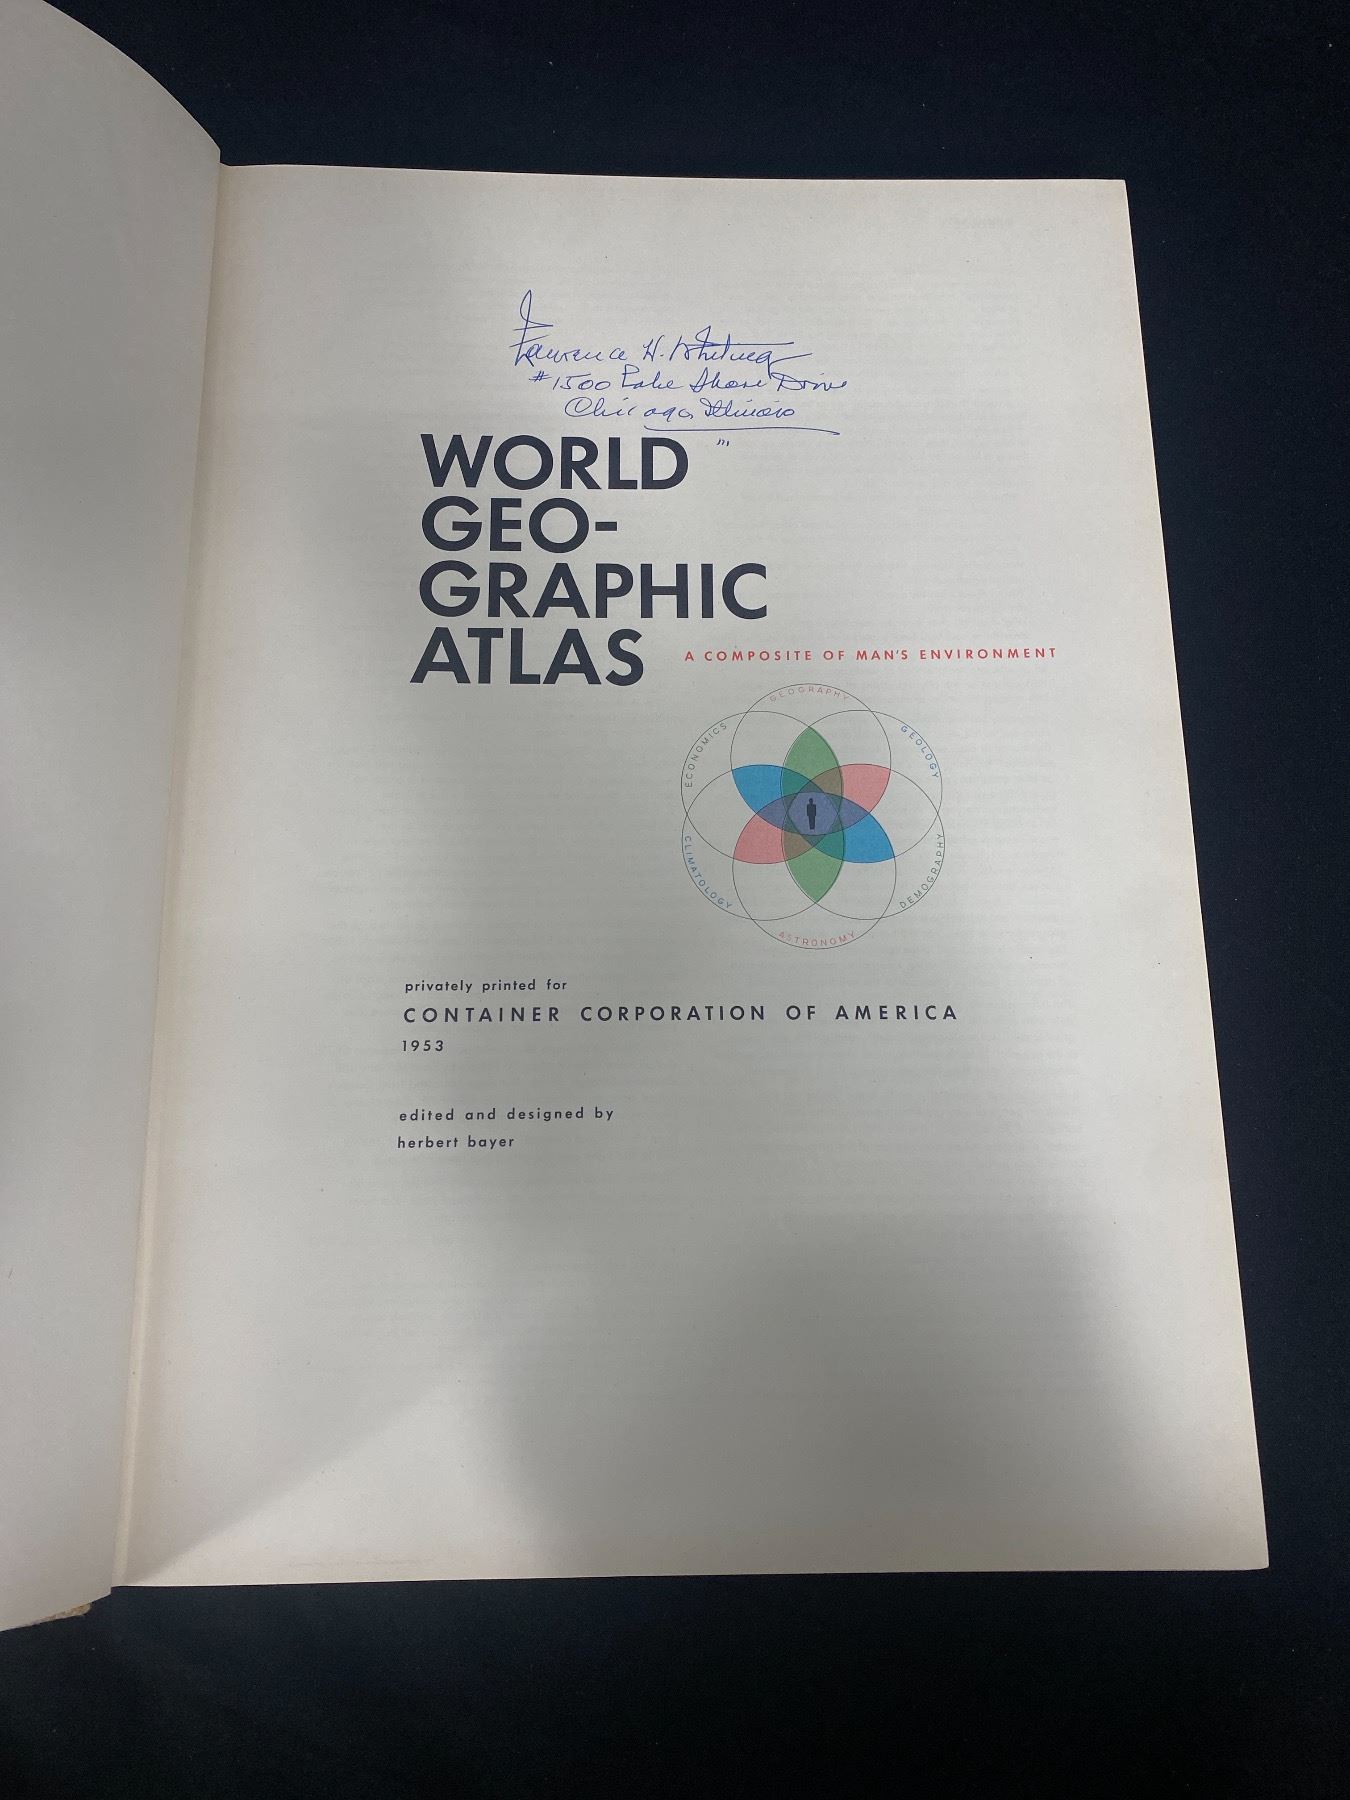 Lawrence H. Whitney
#1500 Lake Shore Drive
Chicago, Illinois
WORLD
GEO-
GRAPHIC
ATLAS
A COMPOSITE OF MAN'S ENVIRONMENT
GEOGRAPHY
ECONOMICS
GEOLOGY
CLIMATOLOGY
DEMOGRAPHY
ASTRONOMY
privately printed for
CONTAINER CORPORATION OF AMERICA
1953
edited and designed by
herbert bayer